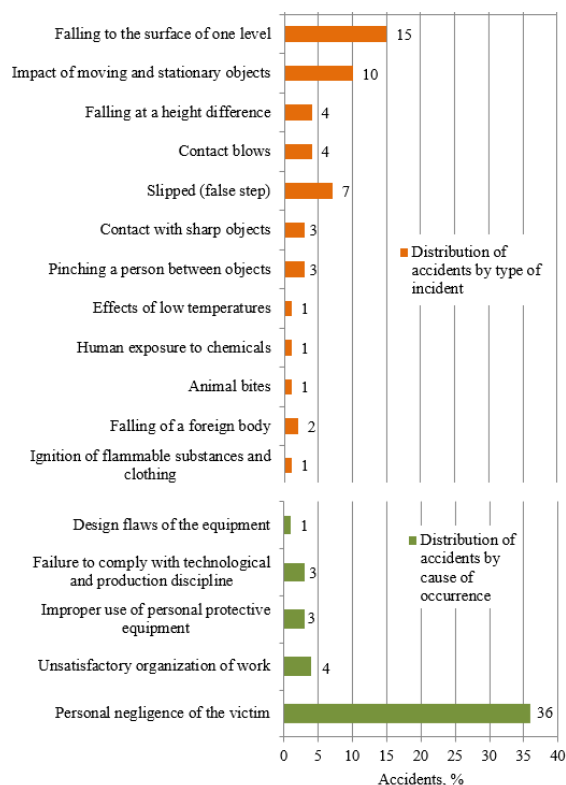 Falling to the surface of one level
15
Impact of moving and stationary objects
10
Falling at a height difference
4
Contact blows
4
Slipped (false step)
7
Contact with sharp objects
3
Distribution of
accidents by type of
incident
Pinching a person between objects
3
Effects of low temperatures
1
Human exposure to chemicals
1
Animal bites
1
Falling of a foreign body
2
Ignition of flammable substances and
clothing
1
Design flaws of the equipment
1
Distribution of
accidents by
cause of
occurrence
Failure to comply with technological
and production discipline
3
Improper use of personal protective
equipment
3
Unsatisfactory organization of work
4
Personal negligence of the victim
36
0 5 10 15 20 25 30 35 40
Accidents, %